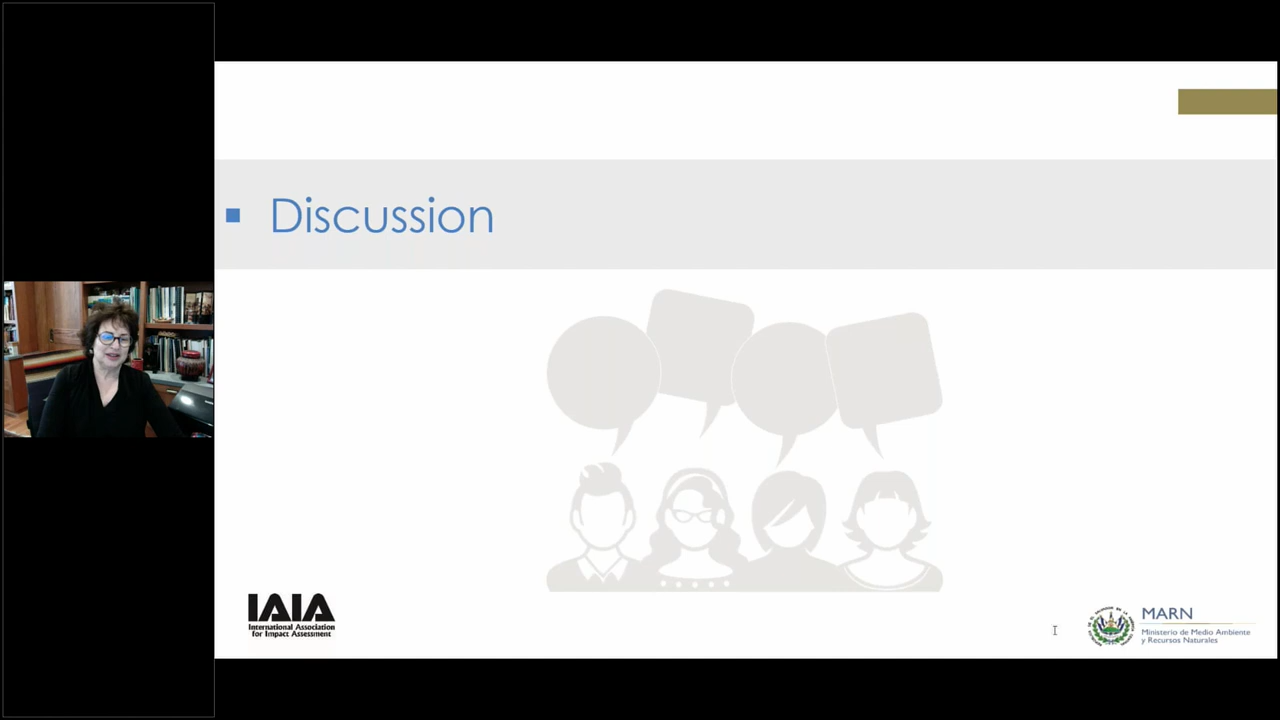 Discussion
IAIA
International Association
for Impact Assessment
MARN
Ministerio de Medio Ambiente
y Recursos Naturales